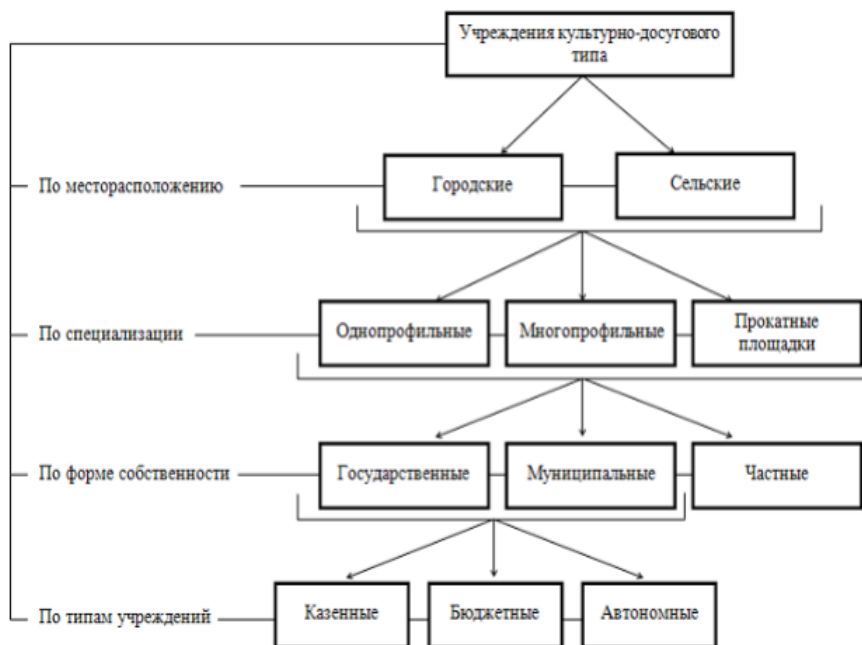 Учреждения культурно-досугового
типа
По месторасположению
Городские
Сельские
По специализации
Однопрофильные
Многопрофильные
Прокатные
площадки
По форме собственности
Государственные
Муниципальные
Частные
По типам учреждений
Казенные
Бюджетные
Автономные